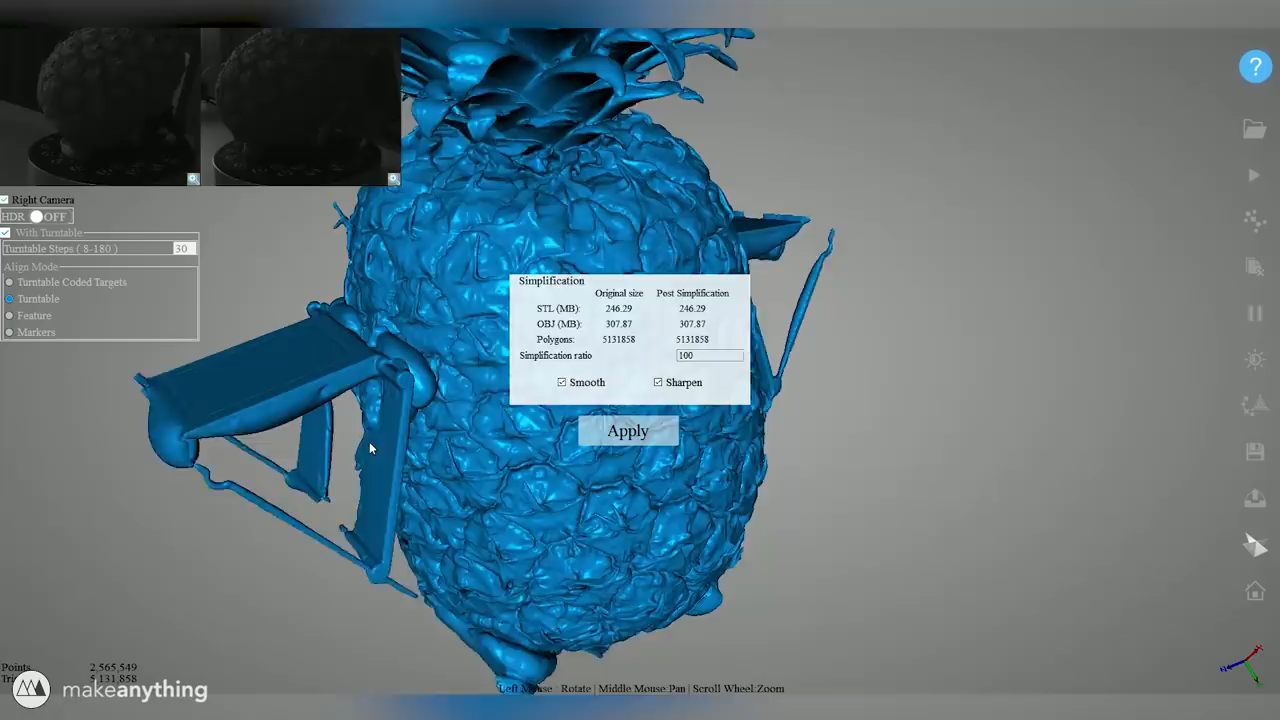 ?
Right Camera
HDR OFF
With Turntable
Turntable Steps ( 8-180 ) 30
Align Mode
Turntable Coded Targets
Turntable
Feature
Markers
Simplification
Original size Post Simplification
STL (MB): 246.29 246.29
OBJ (MB): 307.87 307.87
Polygons: 5131858 5131858
Simplification ratio 100
Smooth Sharpen
Apply
Points 2,565,549
5,131,858
makeanything
Left Mouse Rotate | Middle Mouse:Pan | Scroll Wheel:Zoom